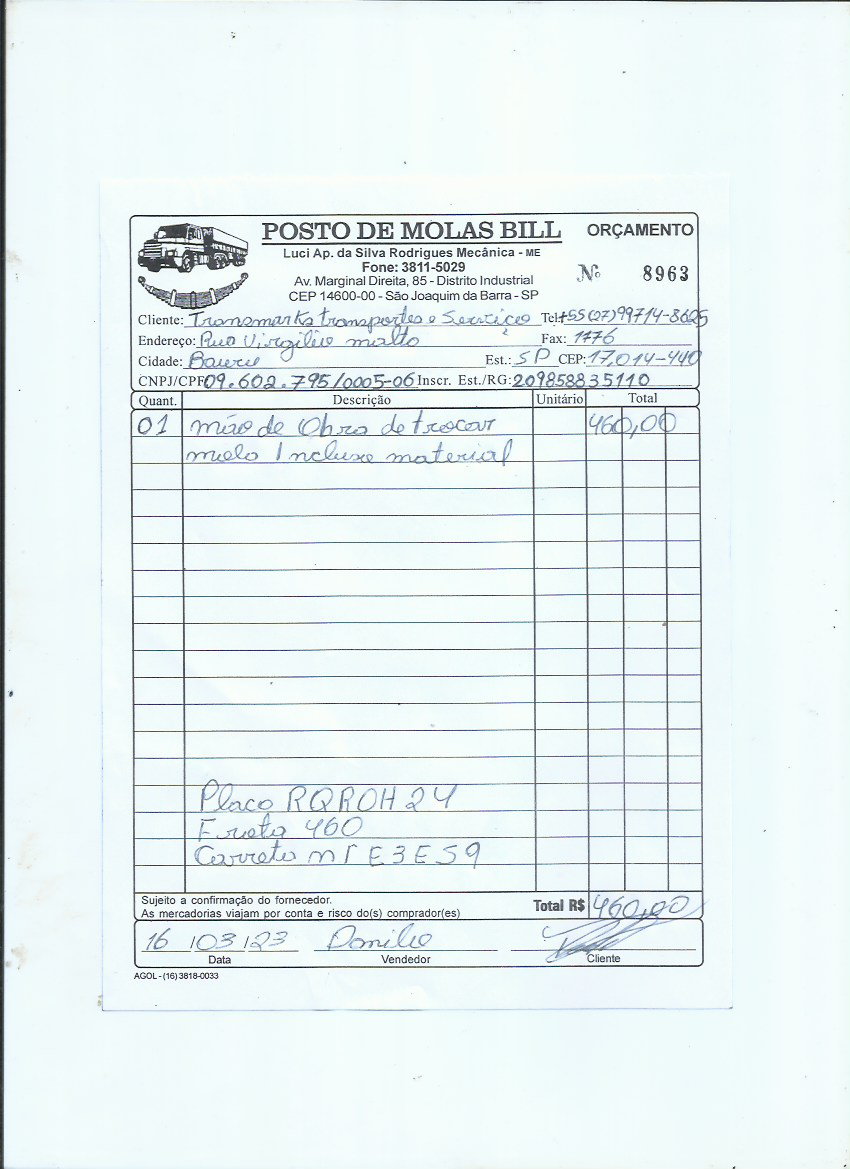 POSTO DE MOLAS BILL ORÇAMENTO
Luci Ap. da Silva Rodrigues Mecânica - ME
Fone: 3811-5029
Av. Marginal Direita, 85 - Distrito Industrial
CEP 14600-00 - São Joaquim da Barra - SP
Nº 8963
Cliente: Transmarks transportes e Servico Tel: +55 (27) 99714-8625
Endereço: Rua Virgilio malto Fax: 1776
Cidade: Bauru Est.: SP CEP: 17.014-440
CNPJ/CPF 09.602.795/0005-06 Inscr. Est./RG: 209858835110
Quant. Descrição Unitário Total
01 mão de Obra de trocar 460,00
molo Incluse material
Placo RQROH24
Frota 460
Carreta MTE3E59
Sujeito a confirmação do fornecedor.
As mercadorias viajam por conta e risco do(s) comprador(es)
Total R$ 460,00
16 / 03 / 23 Danilo
Data Vendedor Cliente
AGOL - (16) 3818-0033